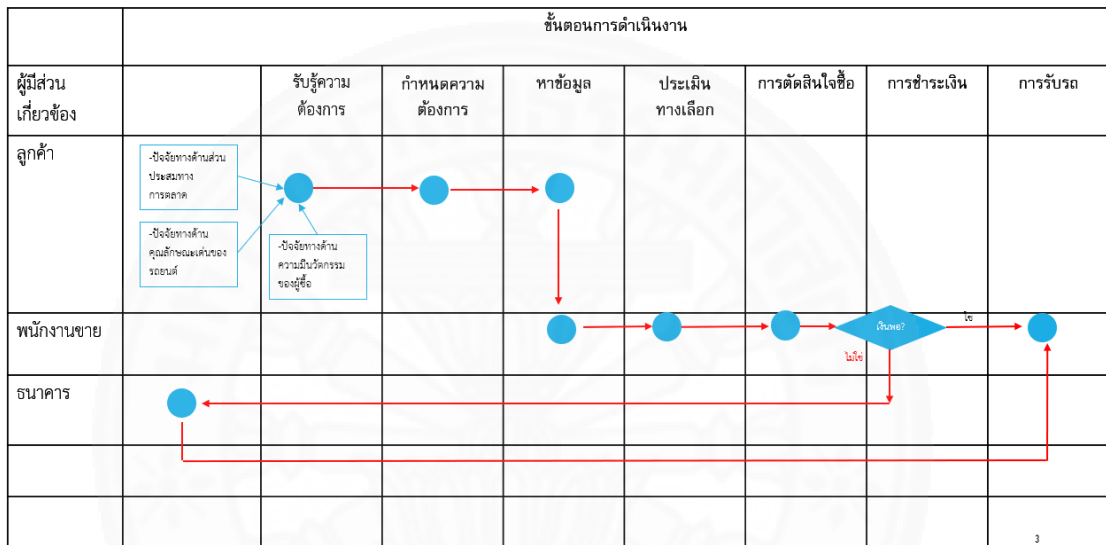 ขั้นตอนการดำเนินงาน
ผู้มีส่วน
เกี่ยวข้อง
รับรู้ความ
ต้องการ
กำหนดความ
ต้องการ
หาข้อมูล
ประเมิน
ทางเลือก
การตัดสินใจซื้อ
การชำระเงิน
การรับรถ
ลูกค้า
-ปัจจัยทางด้านส่วน
ประสมทาง
การตลาด
-ปัจจัยทางด้าน
คุณลักษณะเด่นของ
รถยนต์
-ปัจจัยทางด้าน
ความมีนวัตกรรม
ของผู้ซื้อ
พนักงานขาย
เงินพอ?
ใช่
ไม่ใช่
ธนาคาร
3